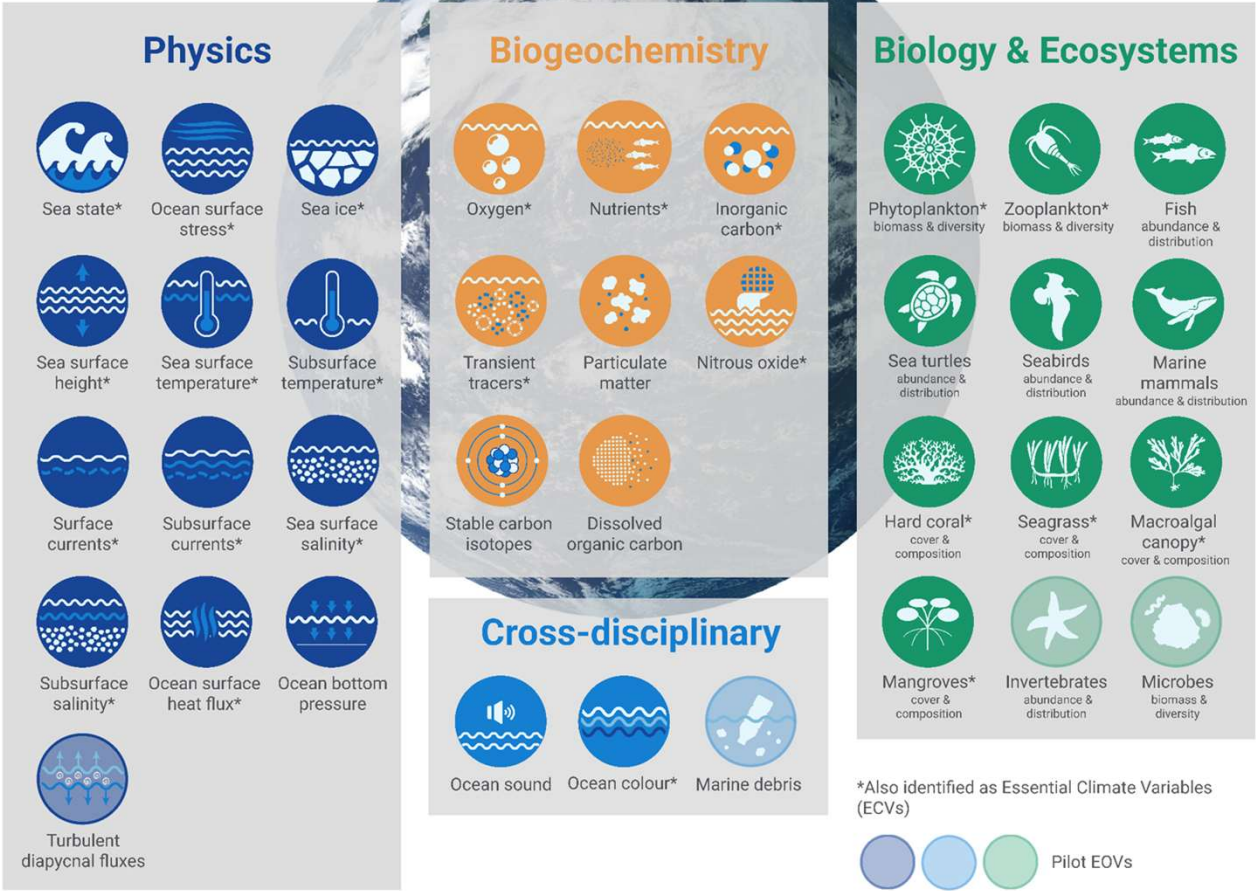 Physics
Sea state*
Ocean surface
stress*
Sea ice*
Sea surface
height*
Sea surface
temperature*
Subsurface
temperature*
Surface
currents*
Subsurface
currents*
Sea surface
salinity*
Subsurface
salinity*
Ocean surface
heat flux*
Ocean bottom
pressure
Turbulent
diapycnal fluxes
Biogeochemistry
Oxygen*
Nutrients*
Inorganic
carbon*
Transient
tracers*
Particulate
matter
Nitrous oxide*
Stable carbon
isotopes
Dissolved
organic carbon
Cross-disciplinary
Ocean sound
Ocean colour*
Marine debris
Biology & Ecosystems
Phytoplankton*
biomass & diversity
Zooplankton*
biomass & diversity
Fish
abundance &
distribution
Sea turtles
abundance &
distribution
Seabirds
abundance &
distribution
Marine
mammals
abundance & distribution
Hard coral*
cover &
composition
Seagrass*
cover &
composition
Macroalgal
canopy*
cover & composition
Mangroves*
cover &
composition
Invertebrates
abundance &
distribution
Microbes
biomass &
diversity
*Also identified as Essential Climate Variables
(ECVs)
Pilot EOVs